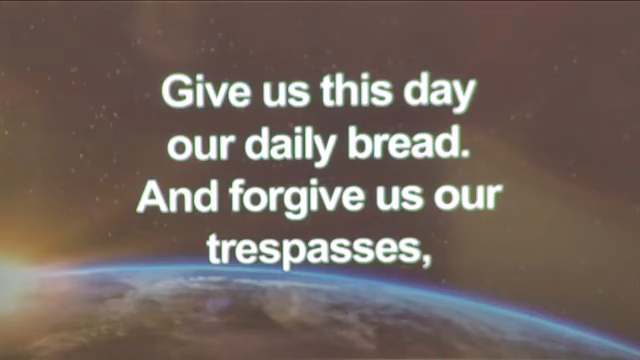 Give us this day
our daily bread.
And forgive us our
trespasses,